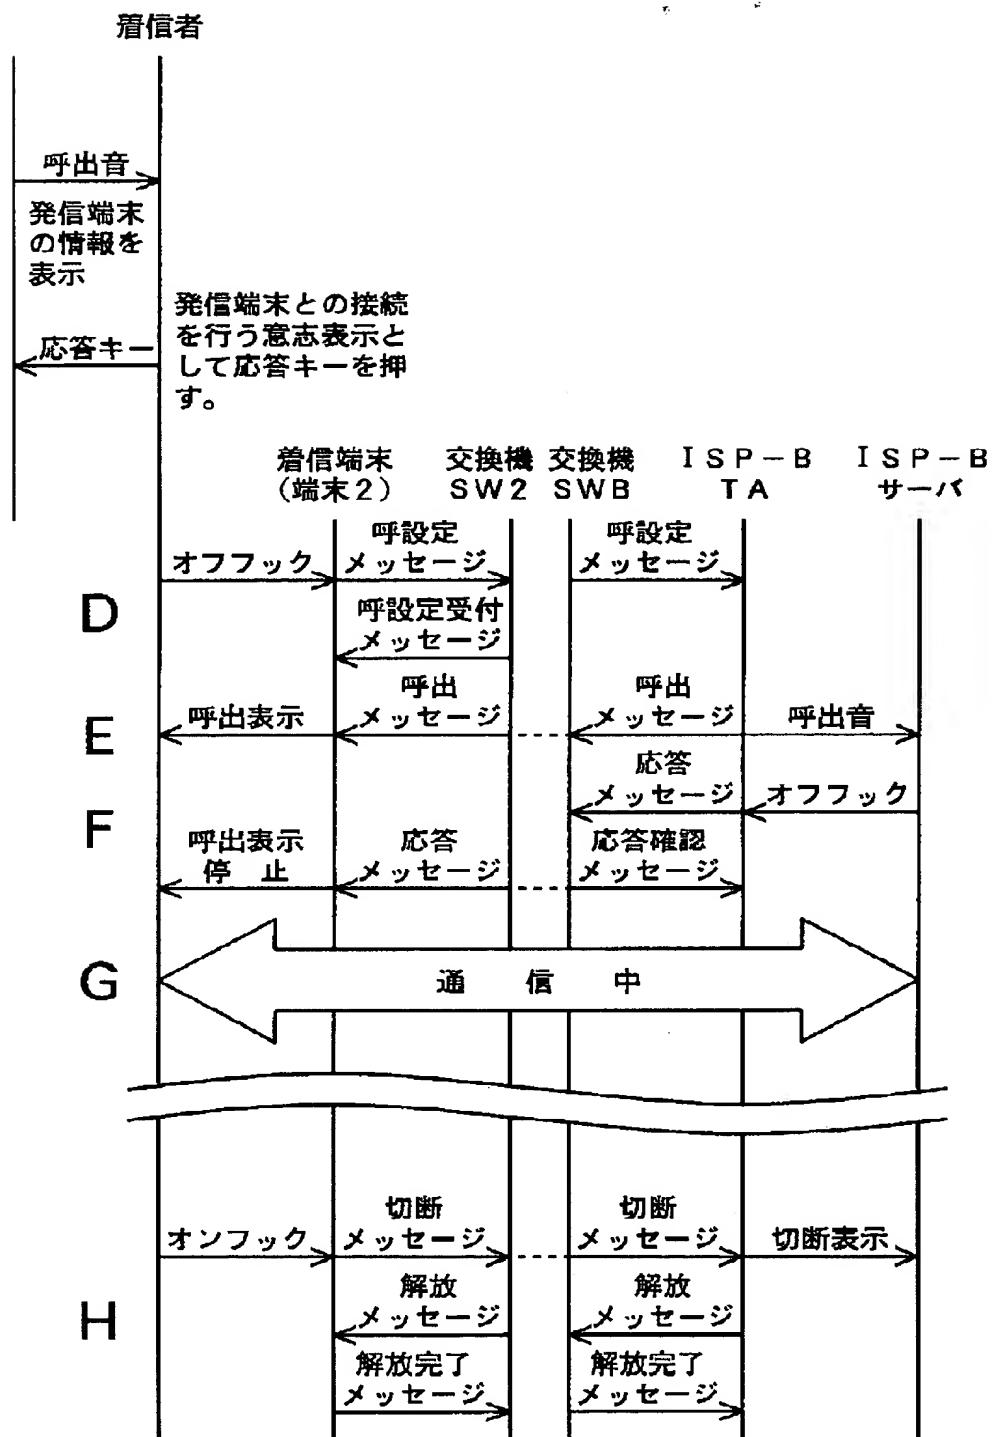 着信者
呼出音
発信端末
の情報を
表示
応答キー
発信端末との接続
を行う意志表示と
して応答キーを押
す。
着信端末
(端末2)
交換機
SW2
交換機
SWB
ISP-B
TA
ISP-B
サーバ
オフフック
呼設定
メッセージ
呼設定
メッセージ
D
呼設定受付
メッセージ
E
呼出表示
呼出
メッセージ
呼出
メッセージ
呼出音
応答
メッセージ
オフフック
F
呼出表示
停 止
応答
メッセージ
応答確認
メッセージ
G
通 信 中
オンフック
切断
メッセージ
切断
メッセージ
切断表示
H
解放
メッセージ
解放
メッセージ
解放完了
メッセージ
解放完了
メッセージ